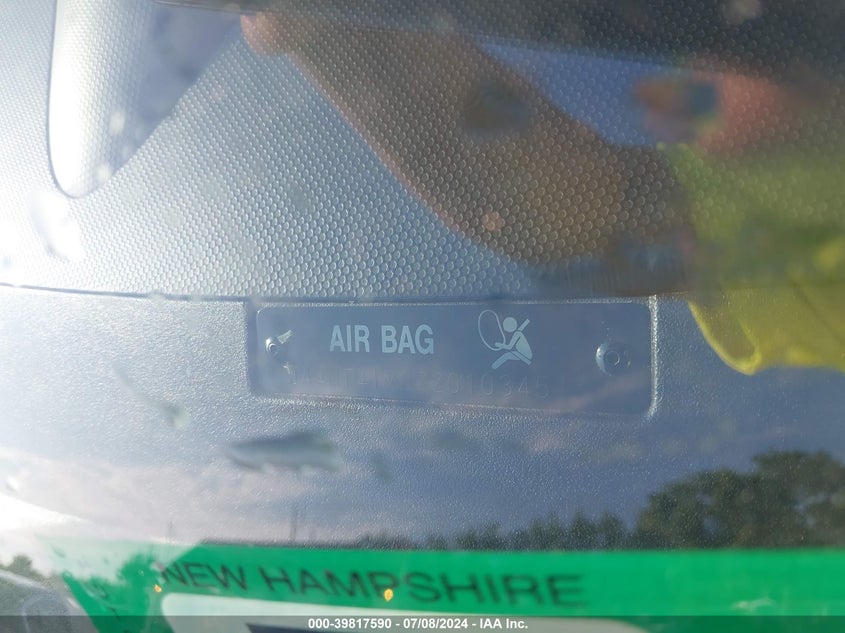 AIR BAG
NEW HAMPSHIRE
000-39817590 - 07/08/2024 - IAA Inc.